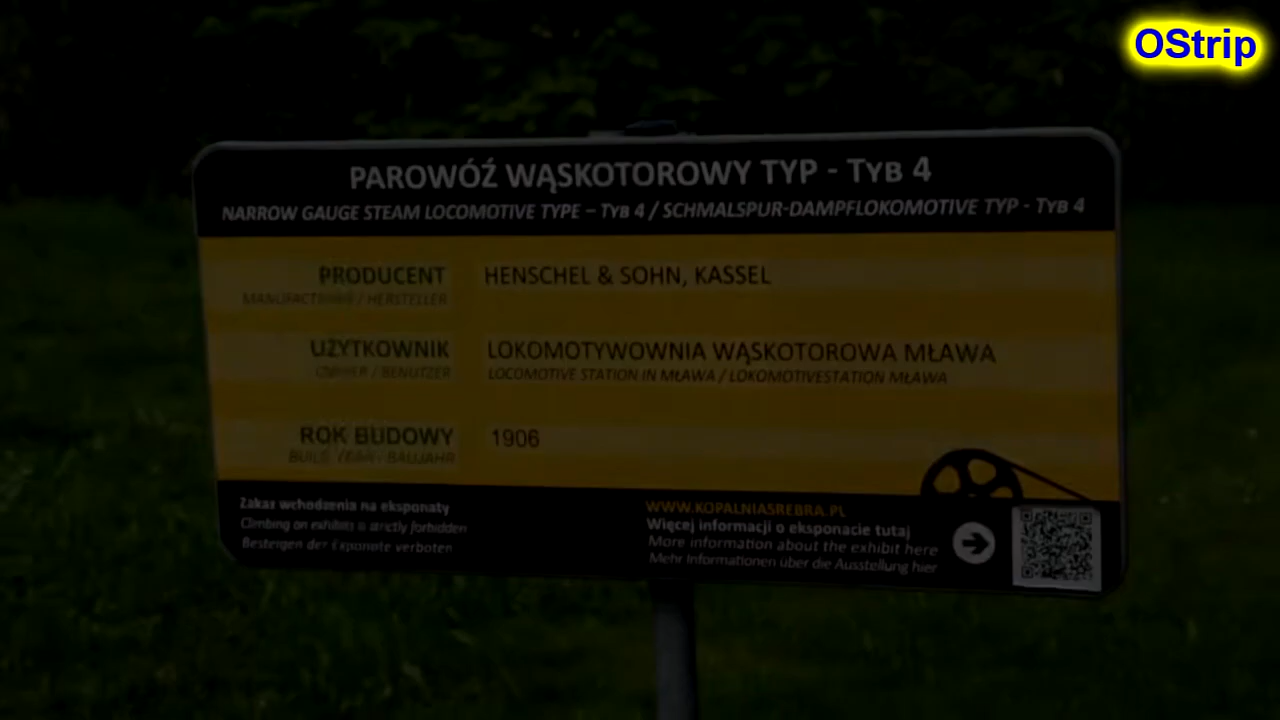 OStrip
PAROWÓZ WĄSKOTOROWY TYP - TYB 4
NARROW GAUGE STEAM LOCOMOTIVE TYPE – TYB 4 / SCHMALSPUR-DAMPFLOKOMOTIVE TYP - TYB 4
PRODUCENT HENSCHEL & SOHN, KASSEL
MANUFACTURER / HERSTELLER
UŻYTKOWNIK LOKOMOTYWOWNIA WĄSKOTOROWA MŁAWA
OWNER / BENUTZER LOCOMOTIVE STATION IN MŁAWA / LOKOMOTIVESTATION MŁAWA
ROK BUDOWY 1906
BUILD YEAR / BAUJAHR
Zakaz wchodzenia na eksponaty
Climbing on exhibits is strictly forbidden
Besteigen der Exponate verboten
WWW.KOPALNIASREBRA.PL
Więcej informacji o eksponacie tutaj
More information about the exhibit here
Mehr Informationen über die Ausstellung hier